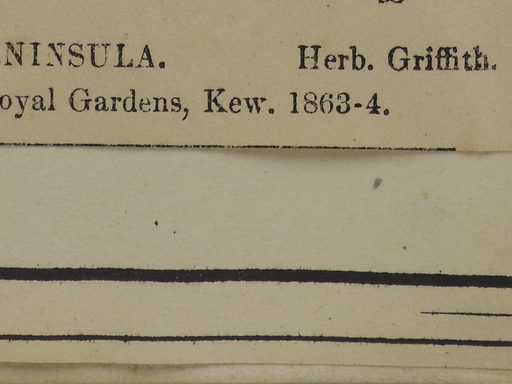 NINSULA. Herb. Griffith.
oyal Gardens, Kew. 1863-4.